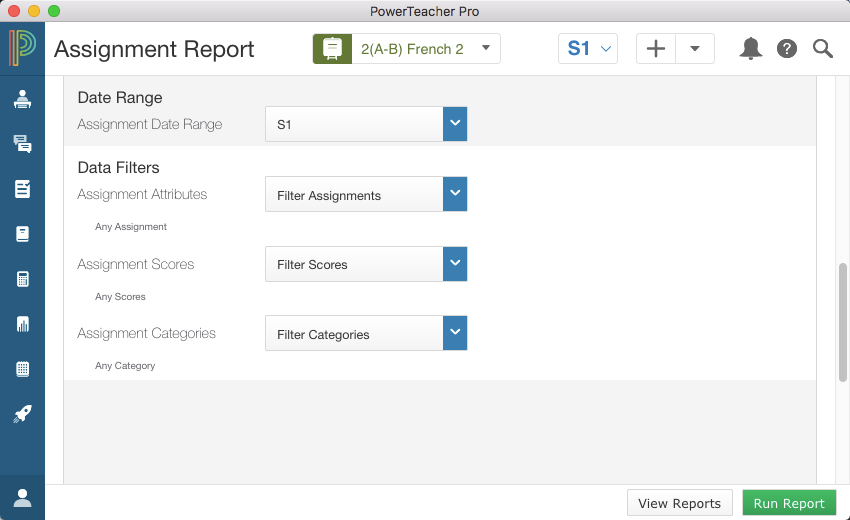 PowerTeacher Pro
Assignment Report
2(A-B) French 2
S1
Date Range
Assignment Date Range
S1
Data Filters
Assignment Attributes
Filter Assignments
Any Assignment
Assignment Scores
Filter Scores
Any Scores
Assignment Categories
Filter Categories
Any Category
View Reports
Run Report